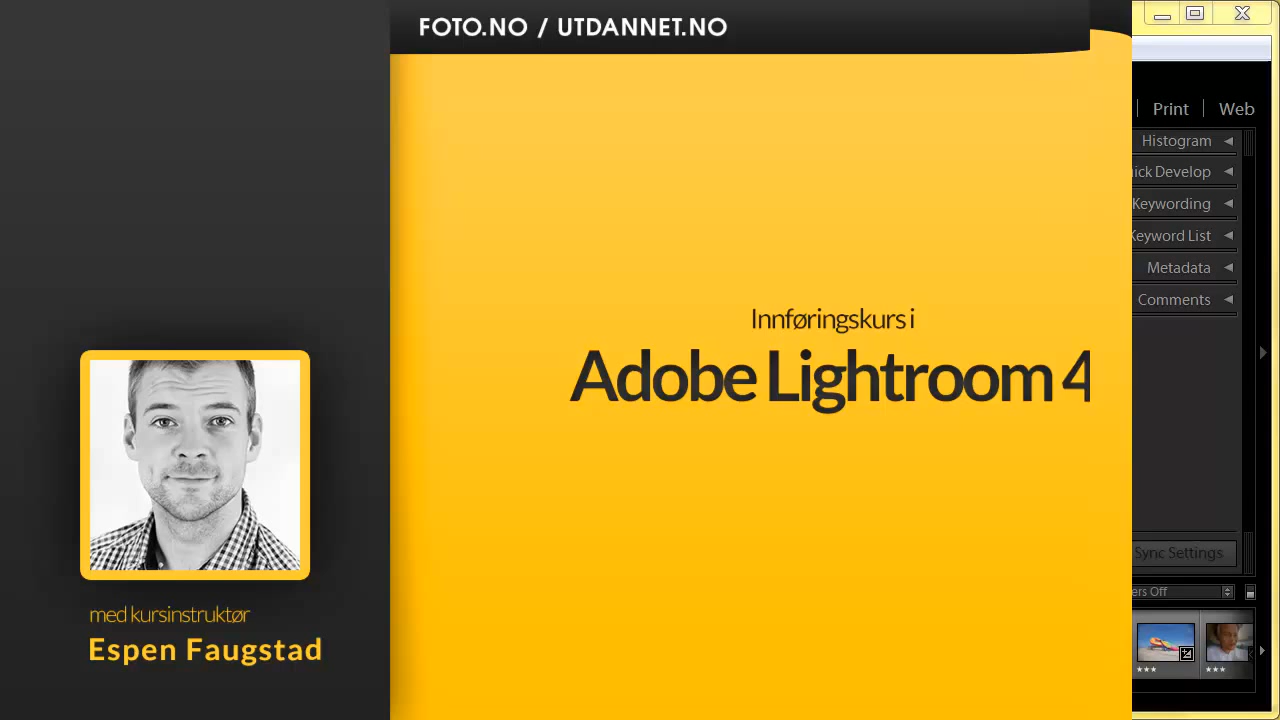 FOTO.NO / UTDANNET.NO
Innføringskurs i
Adobe Lightroom 4
med kursinstruktør
Espen Faugstad
Print
Web
Histogram
ick Develop
Keywording
Keyword List
Metadata
Comments
Sync Settings
ers Off